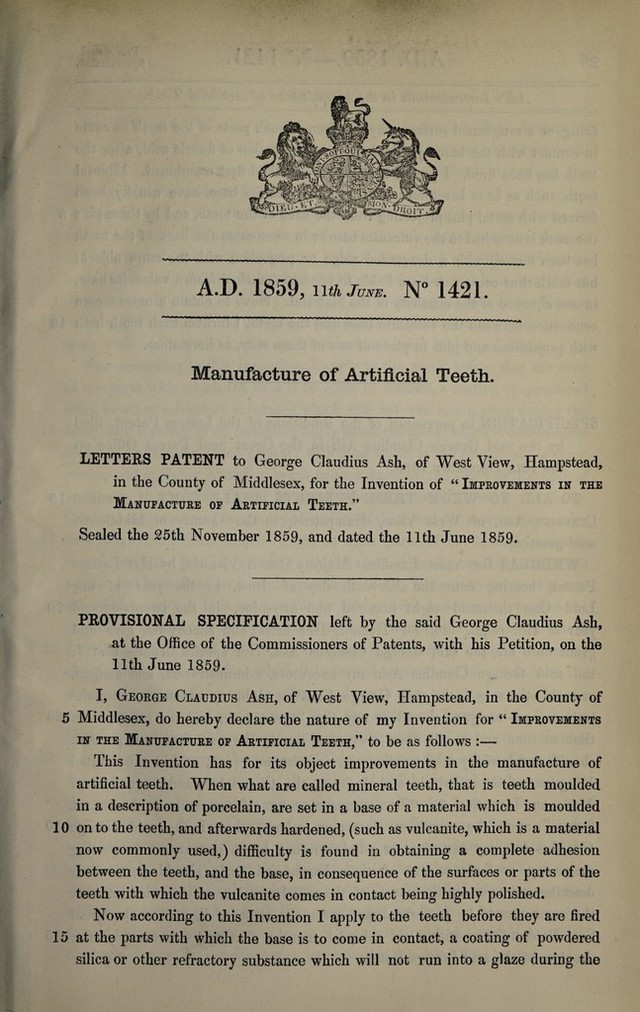 DIEU · ET · MON · DROIT ·
A.D. 1859, 11th JUNE. N° 1421.
Manufacture of Artificial Teeth.
LETTERS PATENT to George Claudius Ash, of West View, Hampstead,
in the County of Middlesex, for the Invention of “ IMPROVEMENTS IN THE
MANUFACTURE OF ARTIFICIAL TEETH.”
Sealed the 25th November 1859, and dated the 11th June 1859.
PROVISIONAL SPECIFICATION left by the said George Claudius Ash,
at the Office of the Commissioners of Patents, with his Petition, on the
11th June 1859.
I, GEORGE CLAUDIUS ASH, of West View, Hampstead, in the County of
5 Middlesex, do hereby declare the nature of my Invention for “ IMPROVEMENTS
IN THE MANUFACTURE OF ARTIFICIAL TEETH,” to be as follows :—
This Invention has for its object improvements in the manufacture of
artificial teeth. When what are called mineral teeth, that is teeth moulded
in a description of porcelain, are set in a base of a material which is moulded
10 on to the teeth, and afterwards hardened, (such as vulcanite, which is a material
now commonly used,) difficulty is found in obtaining a complete adhesion
between the teeth, and the base, in consequence of the surfaces or parts of the
teeth with which the vulcanite comes in contact being highly polished.
Now according to this Invention I apply to the teeth before they are fired
15 at the parts with which the base is to come in contact, a coating of powdered
silica or other refractory substance which will not run into a glaze during the